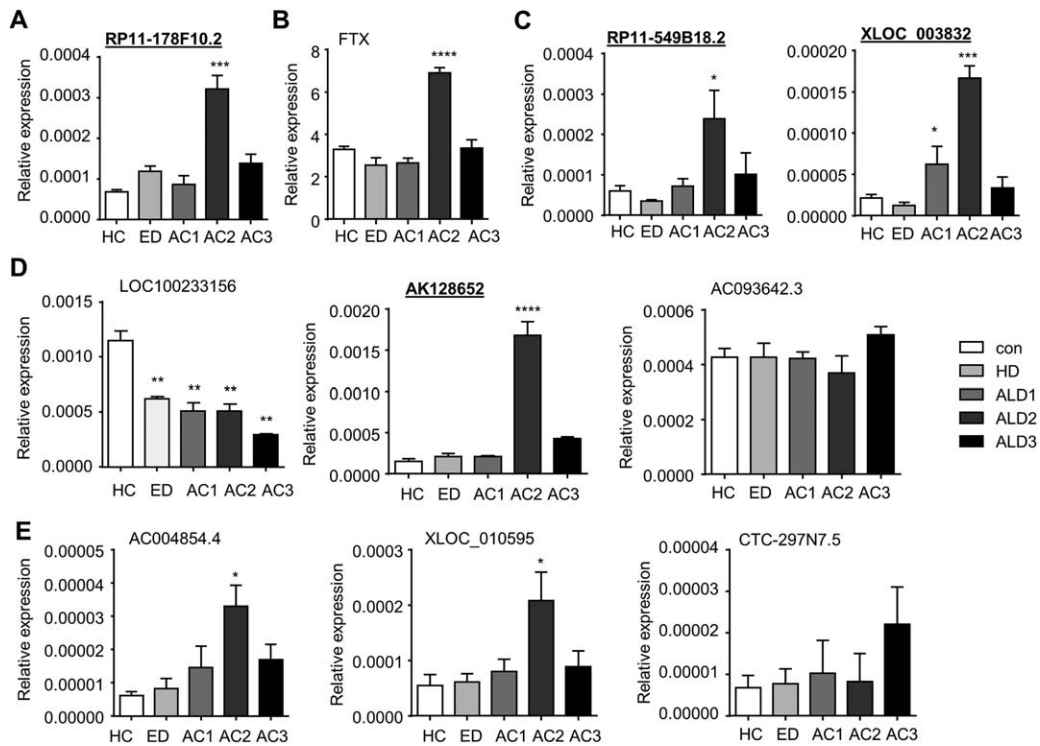 A
RP11-178F10.2
Relative expression
0.0004
0.0003
0.0002
0.0001
0.0000
***
HC ED AC1 AC2 AC3
B
FTX
Relative expression
8
6
4
2
0
****
HC ED AC1 AC2 AC3
C
RP11-549B18.2
Relative expression
0.0004
0.0003
0.0002
0.0001
0.0000
*
HC ED AC1 AC2 AC3
XLOC_003832
Relative expression
0.00020
0.00015
0.00010
0.00005
0.00000
*
***
HC ED AC1 AC2 AC3
D
LOC100233156
Relative expression
0.0015
0.0010
0.0005
0.0000
** ** ** **
HC ED AC1 AC2 AC3
AK128652
Relative expression
0.0020
0.0015
0.0010
0.0005
0.0000
****
HC ED AC1 AC2 AC3
AC093642.3
Relative expression
0.0006
0.0004
0.0002
0.0000
HC ED AC1 AC2 AC3
con
HD
ALD1
ALD2
ALD3
E
AC004854.4
Relative expression
0.00005
0.00004
0.00003
0.00002
0.00001
0.00000
*
HC ED AC1 AC2 AC3
XLOC_010595
Relative expression
0.0003
0.0002
0.0001
0.0000
*
HC ED AC1 AC2 AC3
CTC-297N7.5
Relative expression
0.00004
0.00003
0.00002
0.00001
0.00000
HC ED AC1 AC2 AC3